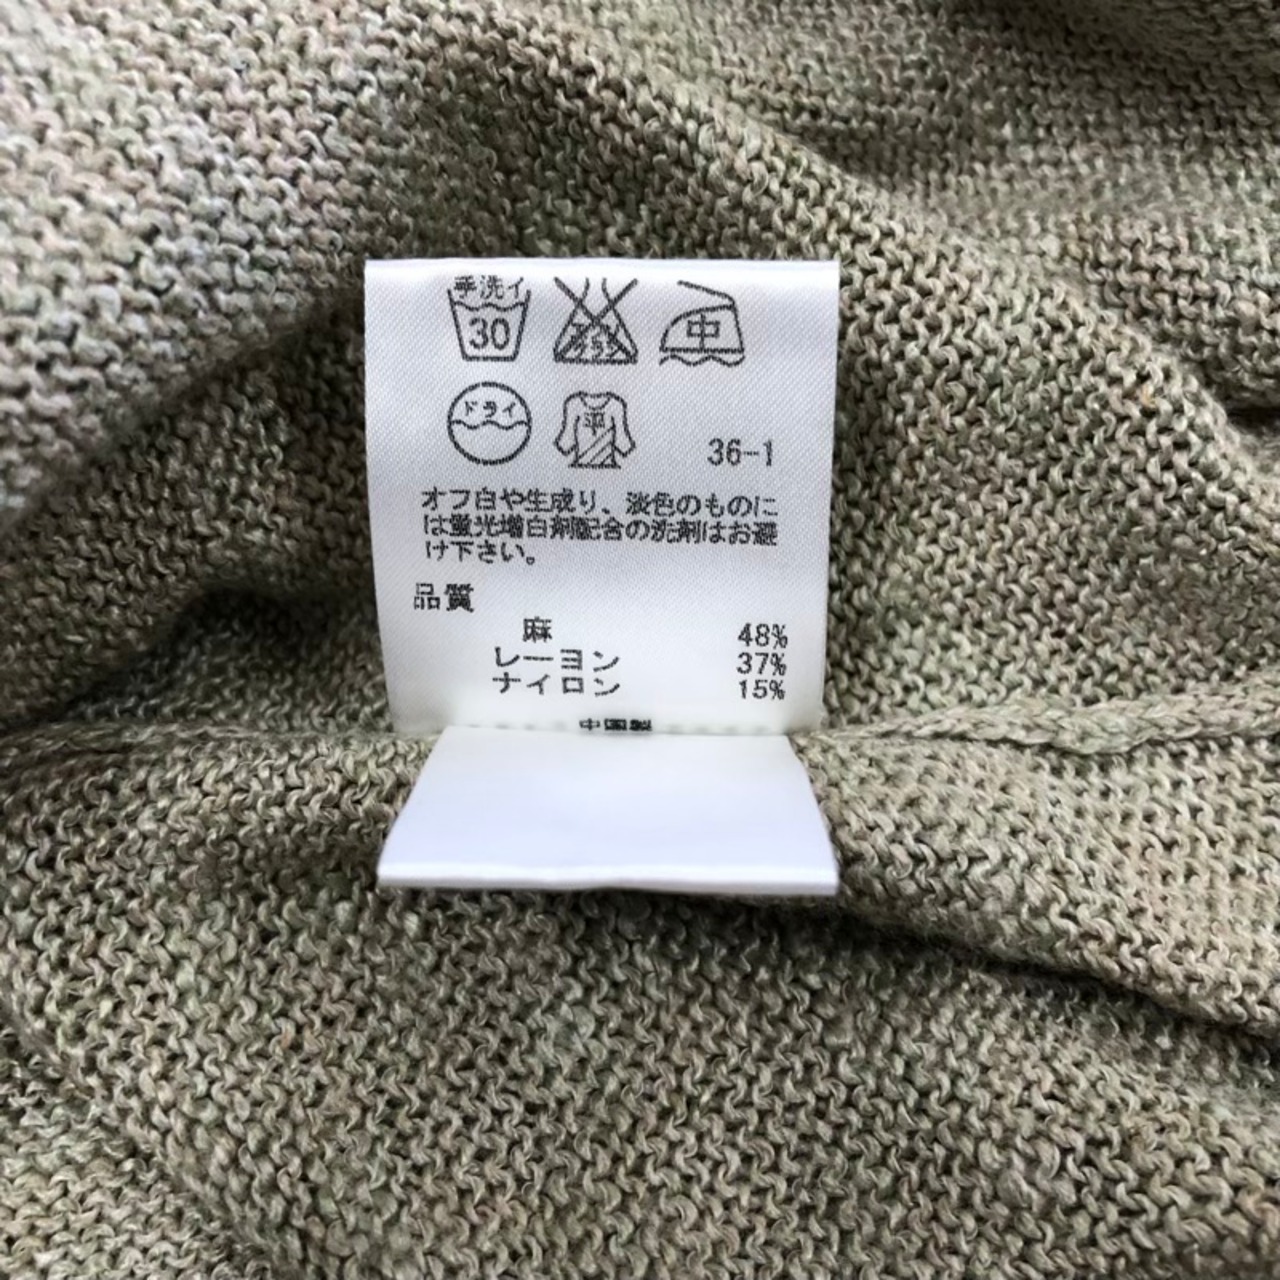 手洗イ
30
エンソ
サラシ
中
ドライ
平
36-1
オフ白や生成り、淡色のものに
は蛍光増白剤配合の洗剤はお避
け下さい。
品質
麻 48%
レーヨン 37%
ナイロン 15%
中国製